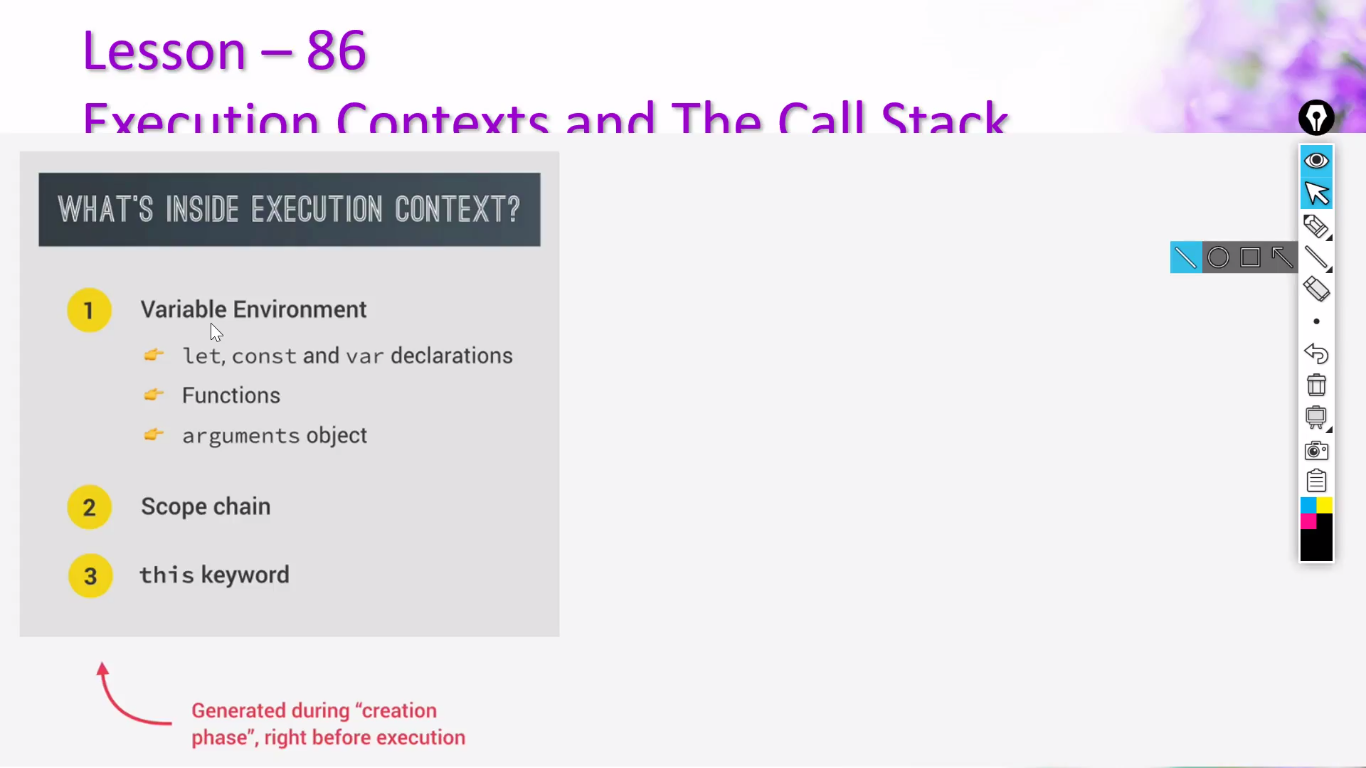 Lesson – 86
Execution Contexts and The Call Stack
WHAT'S INSIDE EXECUTION CONTEXT?
1 Variable Environment
let, const and var declarations
Functions
arguments object
2 Scope chain
3 this keyword
Generated during “creation
phase”, right before execution